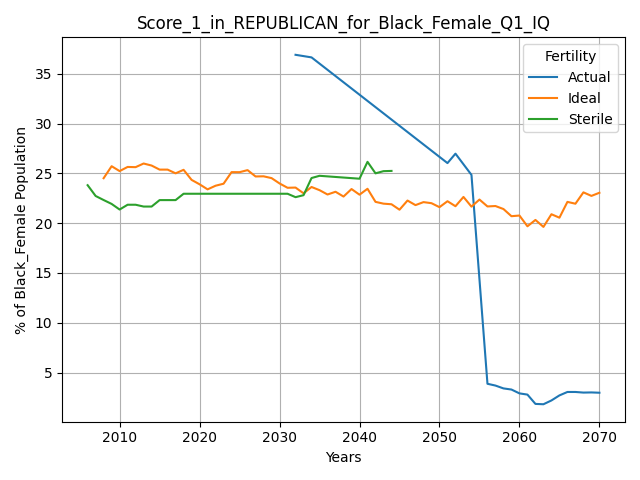 Score_1_in_REPUBLICAN_for_Black_Female_Q1_IQ
Fertility
Actual
Ideal
Sterile
% of Black_Female Population
35
30
25
20
15
10
5
2010 2020 2030 2040 2050 2060 2070
Years